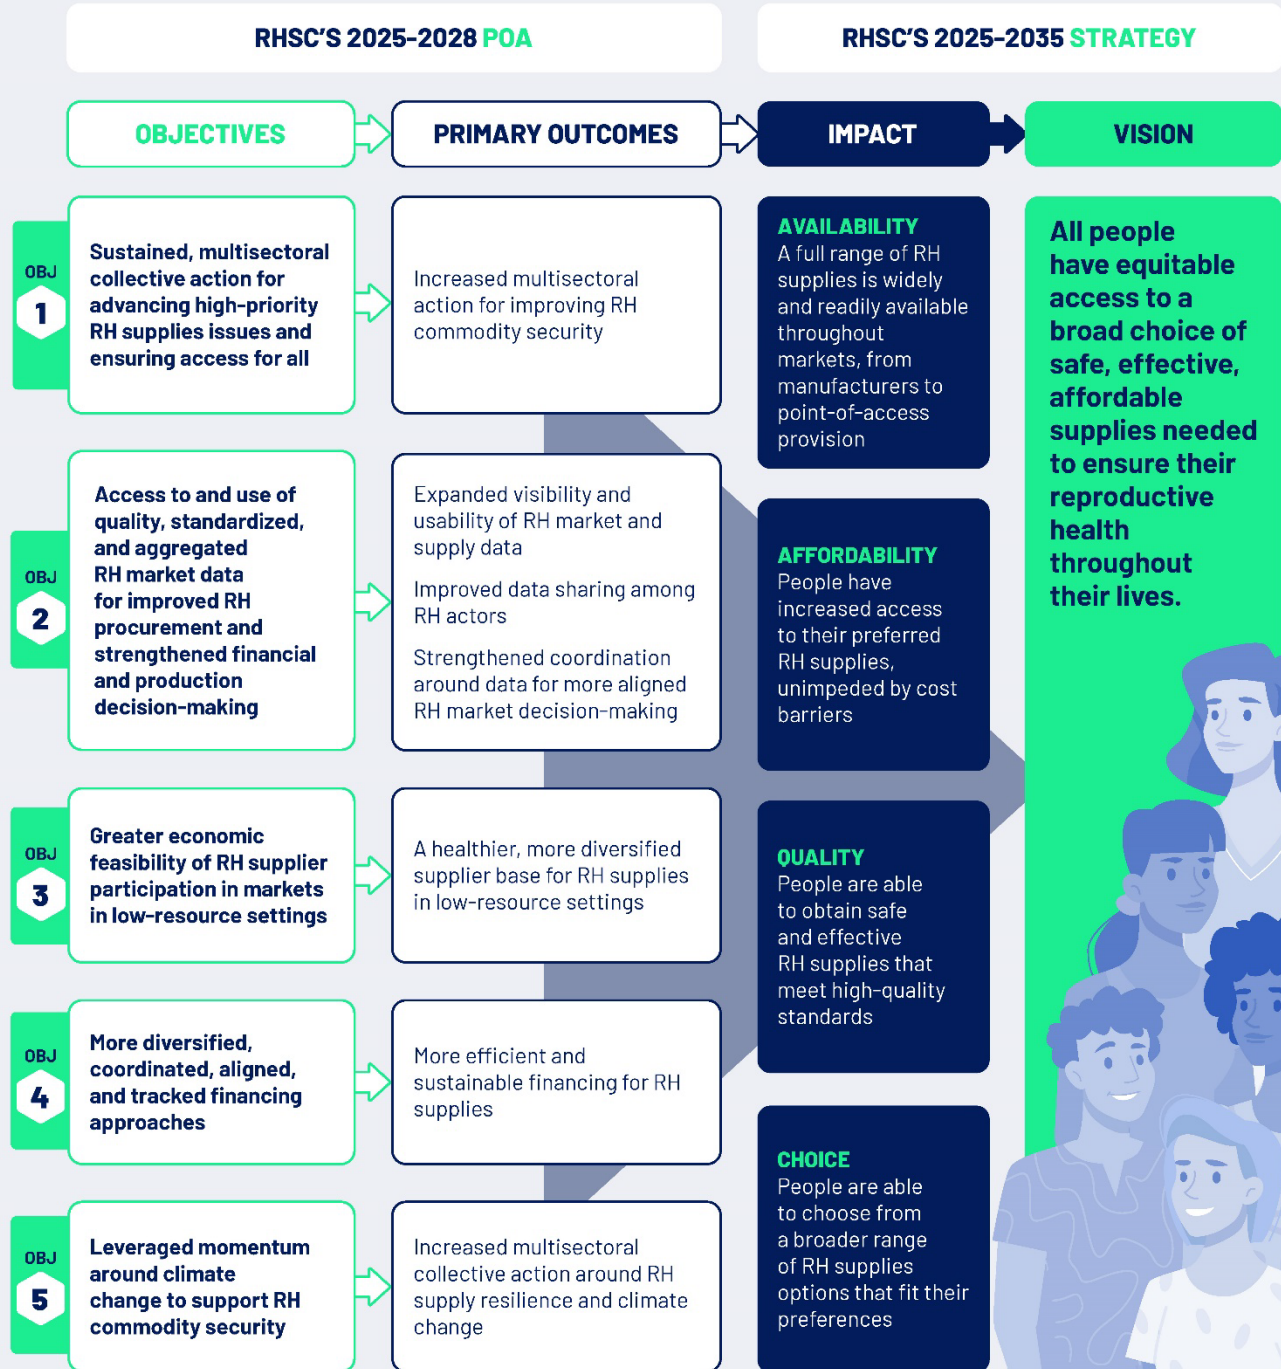 RHSC'S 2025-2028 POA
RHSC'S 2025-2035 STRATEGY
OBJECTIVES
PRIMARY OUTCOMES
IMPACT
VISION
OBJ
1
Sustained, multisectoral
collective action for
advancing high-priority
RH supplies issues and
ensuring access for all
Increased multisectoral
action for improving RH
commodity security
OBJ
2
Access to and use of
quality, standardized,
and aggregated
RH market data
for improved RH
procurement and
strengthened financial
and production
decision-making
Expanded visibility and
usability of RH market and
supply data
Improved data sharing among
RH actors
Strengthened coordination
around data for more aligned
RH market decision-making
OBJ
3
Greater economic
feasibility of RH supplier
participation in markets
in low-resource settings
A healthier, more diversified
supplier base for RH supplies
in low-resource settings
OBJ
4
More diversified,
coordinated, aligned,
and tracked financing
approaches
More efficient and
sustainable financing for RH
supplies
OBJ
5
Leveraged momentum
around climate
change to support RH
commodity security
Increased multisectoral
collective action around RH
supply resilience and climate
change
AVAILABILITY
A full range of RH
supplies is widely
and readily available
throughout
markets, from
manufacturers to
point-of-access
provision
AFFORDABILITY
People have
increased access
to their preferred
RH supplies,
unimpeded by cost
barriers
QUALITY
People are able
to obtain safe
and effective
RH supplies that
meet high-quality
standards
CHOICE
People are able
to choose from
a broader range
of RH supplies
options that fit their
preferences
All people
have equitable
access to a
broad choice of
safe, effective,
affordable
supplies needed
to ensure their
reproductive
health
throughout
their lives.